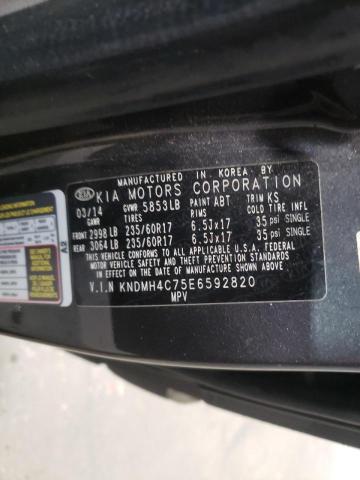 MANUFACTURED IN KOREA BY
KIA KIA MOTORS CORPORATION
03/14 GVWR 5853LB PAINT ABT TRIM KS
GAWR TIRES RIMS COLD TIRE INFL
FRONT 2998 LB 235/60R17 6.5Jx17 35 psi SINGLE
REAR 3064 LB 235/60R17 6.5Jx17 35 psi SINGLE
THIS VEHICLE CONFORMS TO ALL APPLICABLE U.S.A. FEDERAL
MOTOR VEHICLE SAFETY AND THEFT PREVENTION STANDARDS
IN EFFECT ON THE DATE OF MANUFACTURE SHOWN ABOVE.
V.I.N KNDMH4C75E6592820
MPV
A2